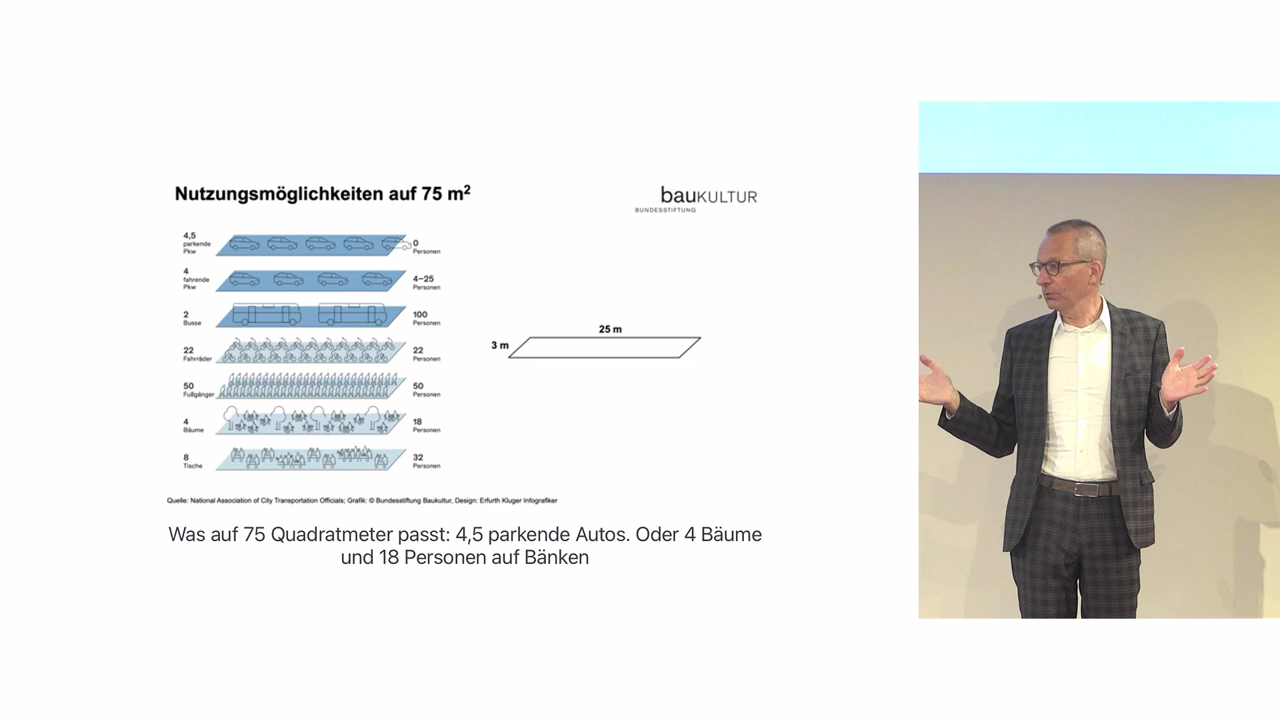 Nutzungsmöglichkeiten auf 75 m²
bauKULTUR
BUNDESSTIFTUNG
4,5
parkende
Pkw
0
Personen
4
fahrende
Pkw
4–25
Personen
2
Busse
100
Personen
22
Fahrräder
22
Personen
50
Fußgänger
50
Personen
4
Bäume
18
Personen
8
Tische
32
Personen
25 m
3 m
Quelle: National Association of City Transportation Officials; Grafik: © Bundesstiftung Baukultur, Design: Erfurth Kluger Infografiker
Was auf 75 Quadratmeter passt: 4,5 parkende Autos. Oder 4 Bäume
und 18 Personen auf Bänken